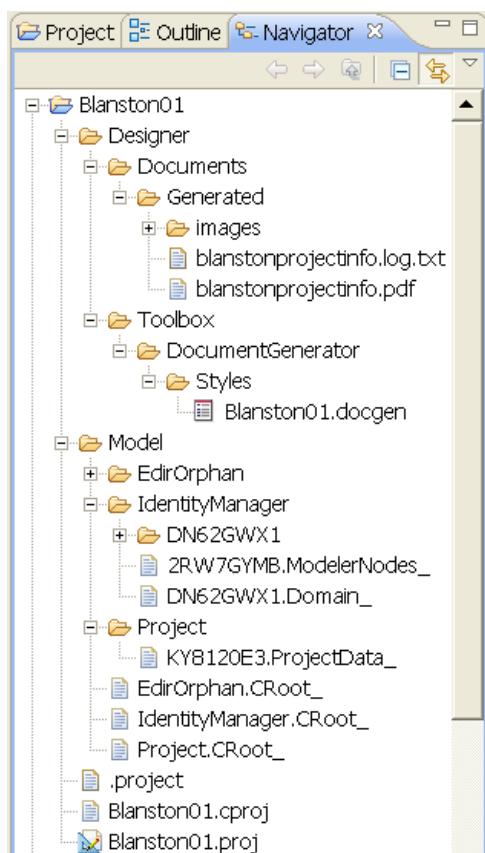 Project Outline Navigator
Blanston01
Designer
Documents
Generated
images
blanstonprojectinfo.log.txt
blanstonprojectinfo.pdf
Toolbox
DocumentGenerator
Styles
Blanston01.docgen
Model
EdirOrphan
IdentityManager
DN62GWX1
2RW7GYMB.ModelerNodes_
DN62GWX1.Domain_
Project
KY8120E3.ProjectData_
EdirOrphan.CRoot_
IdentityManager.CRoot_
Project.CRoot_
.project
Blanston01.cproj
Blanston01.proj